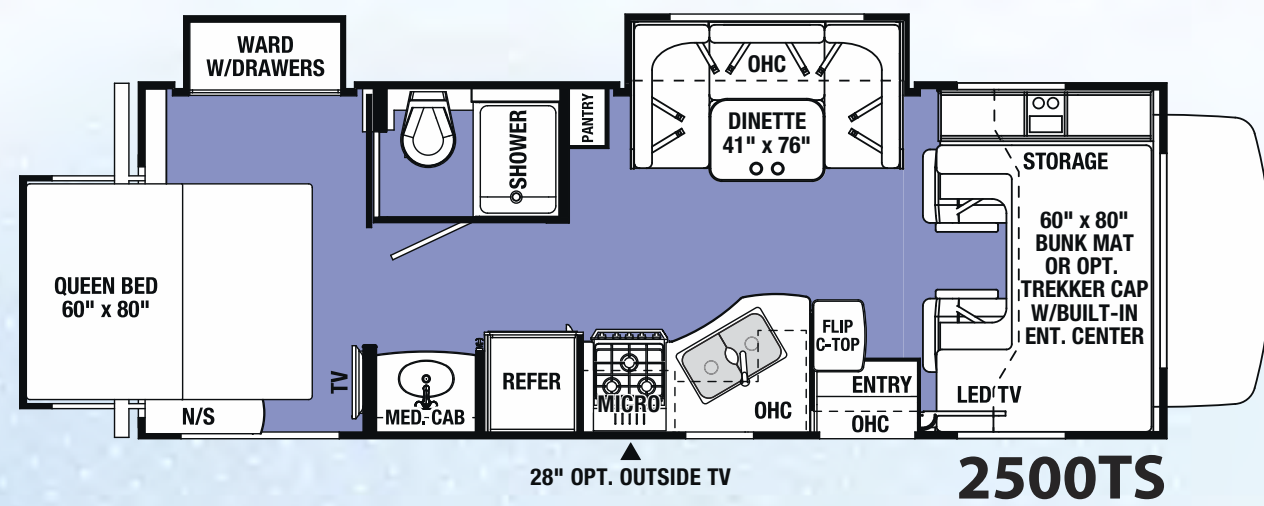 WARD
W/DRAWERS
OHC
PANTRY
SHOWER
DINETTE
41" x 76"
STORAGE
60" x 80"
BUNK MAT
OR OPT.
TREKKER CAP
W/BUILT-IN
ENT. CENTER
QUEEN BED
60" x 80"
FLIP
C-TOP
TV
REFER
ENTRY
MICRO
LED TV
N/S
MED. CAB
OHC
OHC
28" OPT. OUTSIDE TV
2500TS